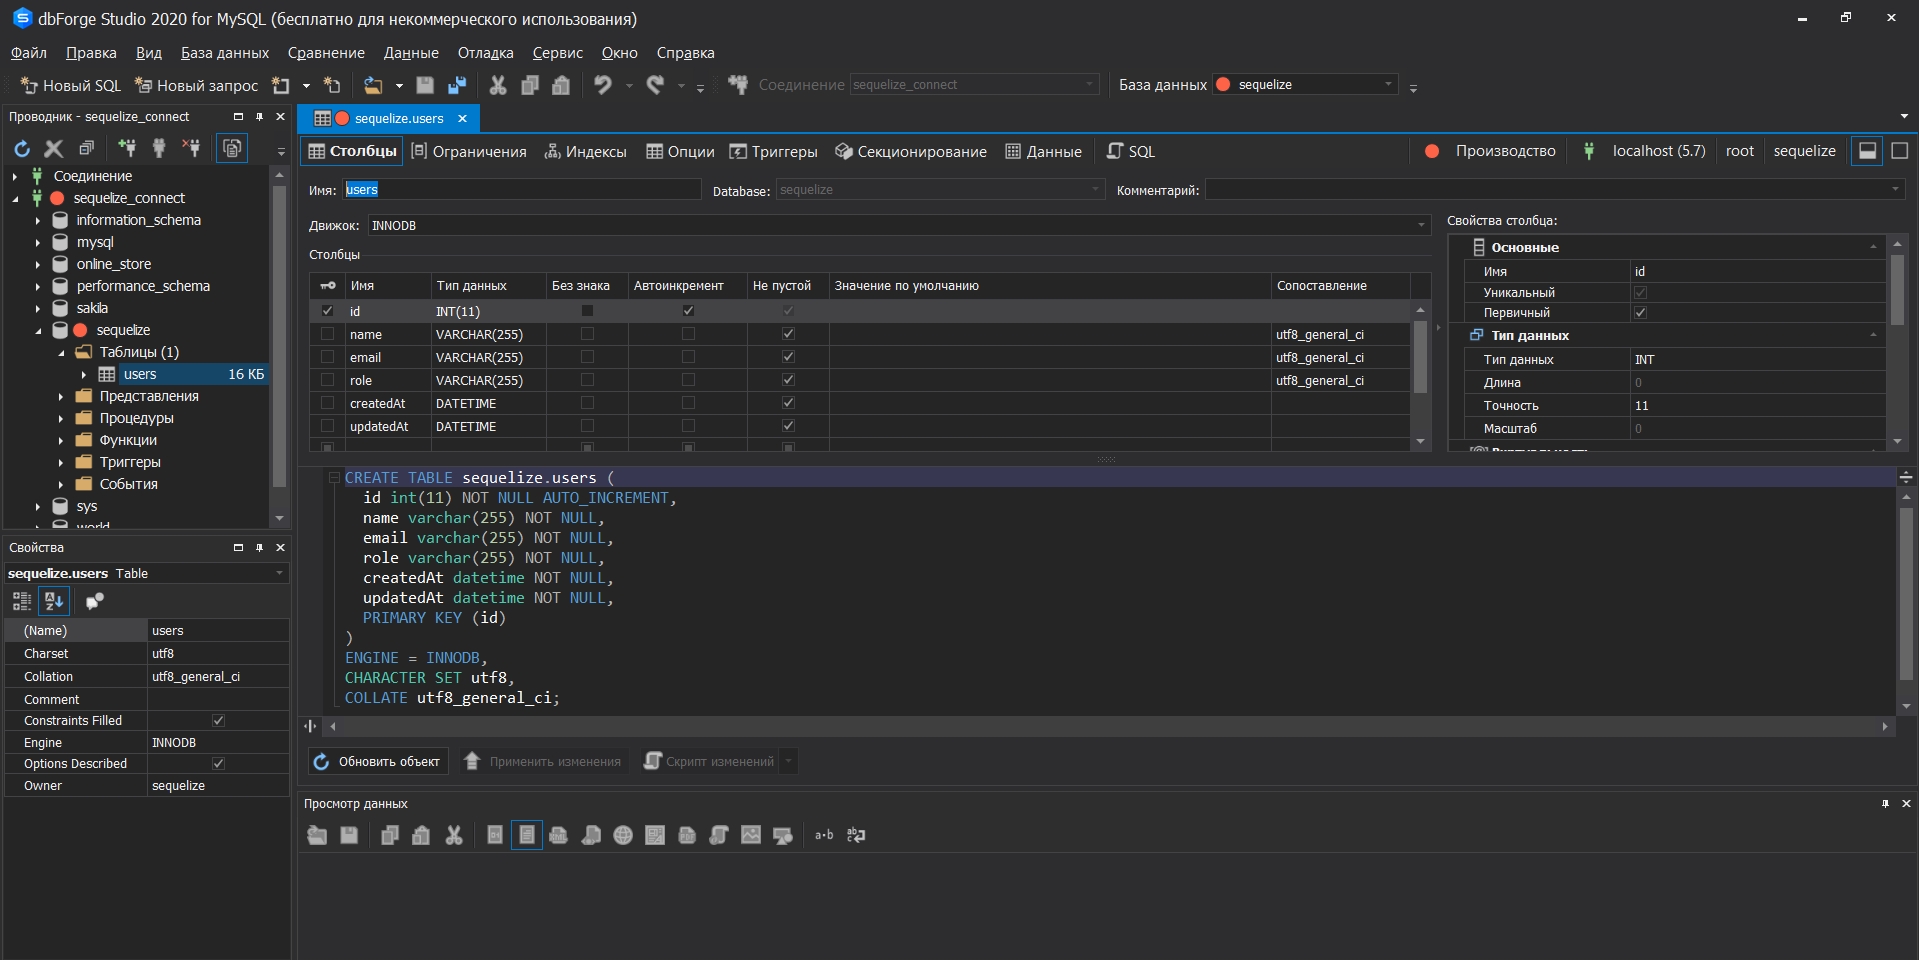 dbForge Studio 2020 for MySQL (бесплатно для некоммерческого использования)
Файл Правка Вид База данных Сравнение Данные Отладка Сервис Окно Справка
Новый SQL Новый запрос Соединение sequelize_connect База данных sequelize
Проводник - sequelize_connect
Соединение
sequelize_connect
information_schema
mysql
online_store
performance_schema
sakila
sequelize
Таблицы (1)
users 16 КБ
Представления
Процедуры
Функции
Триггеры
События
sys
world
Свойства
sequelize.users Table
(Name) users
Charset utf8
Collation utf8_general_ci
Comment
Constraints Filled
Engine INNODB
Options Described
Owner sequelize
sequelize.users
Столбцы Ограничения Индексы Опции Триггеры Секционирование Данные SQL Производство localhost (5.7) root sequelize
Имя: users Database: sequelize Комментарий:
Движок: INNODB
Столбцы
Имя Тип данных Без знака Автоинкремент Не пустой Значение по умолчанию Сопоставление
id INT(11)
name VARCHAR(255) utf8_general_ci
email VARCHAR(255) utf8_general_ci
role VARCHAR(255) utf8_general_ci
createdAt DATETIME
updatedAt DATETIME
Свойства столбца:
Основные
Имя id
Уникальный
Первичный
Тип данных
Тип данных INT
Длина 0
Точность 11
Масштаб 0
CREATE TABLE sequelize.users (
id int(11) NOT NULL AUTO_INCREMENT,
name varchar(255) NOT NULL,
email varchar(255) NOT NULL,
role varchar(255) NOT NULL,
createdAt datetime NOT NULL,
updatedAt datetime NOT NULL,
PRIMARY KEY (id)
)
ENGINE = INNODB,
CHARACTER SET utf8,
COLLATE utf8_general_ci;
Обновить объект Применить изменения Скрипт изменений
Просмотр данных